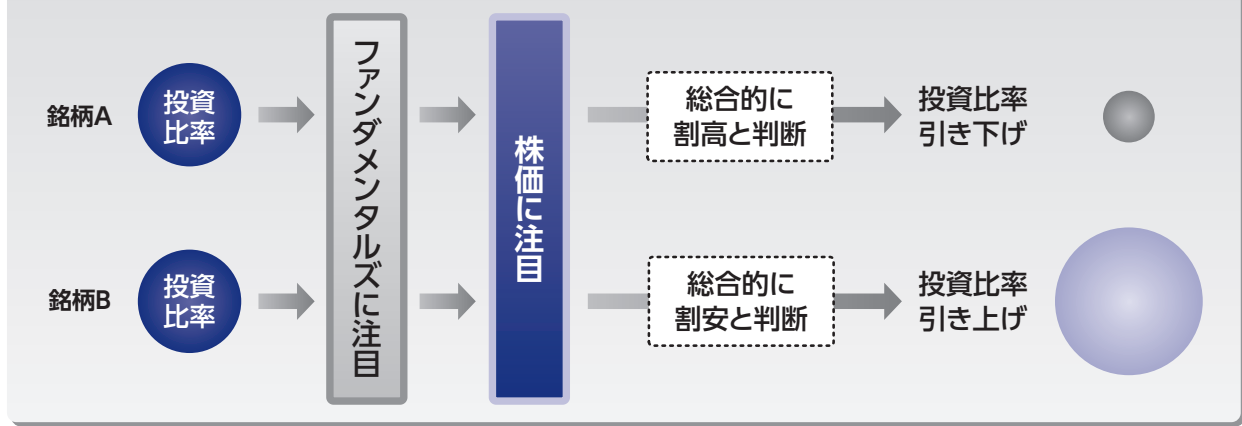 銘柄A
投資
比率
ファンダメンタルズに注目
株価に注目
総合的に
割高と判断
投資比率
引き下げ
銘柄B
投資
比率
総合的に
割安と判断
投資比率
引き上げ